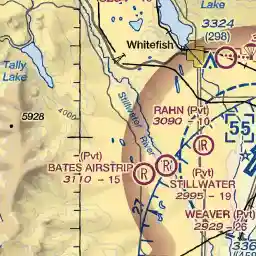 Tally
Lake
Whitefish
3324
(298)
5928
4000
Stillwater River
RAHN (Pvt)
3090 - 10
55
R
R
R
(Pvt)
BATES AIRSTRIP
3110 - 15
(Pvt)
STILLWATER
2995 - 19
WEAVER (Pvt)
2929 - 26